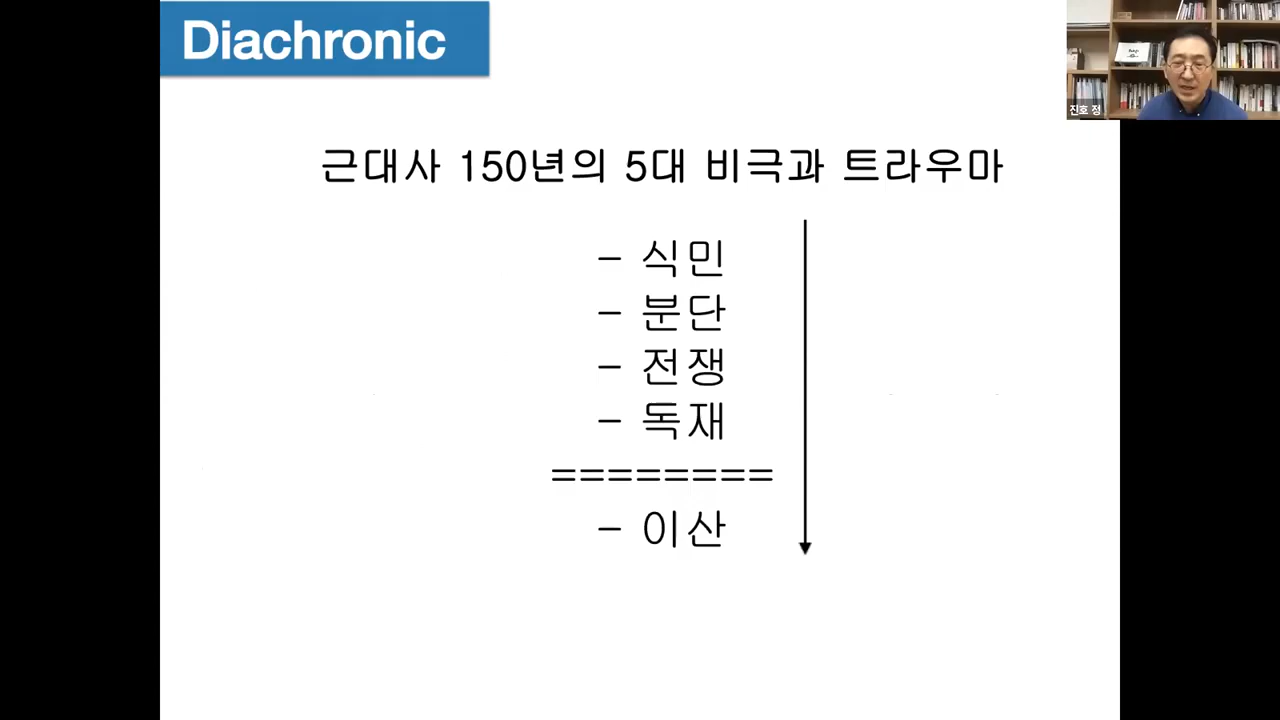 Diachronic
진호 정
근대사 150년의 5대 비극과 트라우마
- 식민
- 분단
- 전쟁
- 독재
========
- 이산